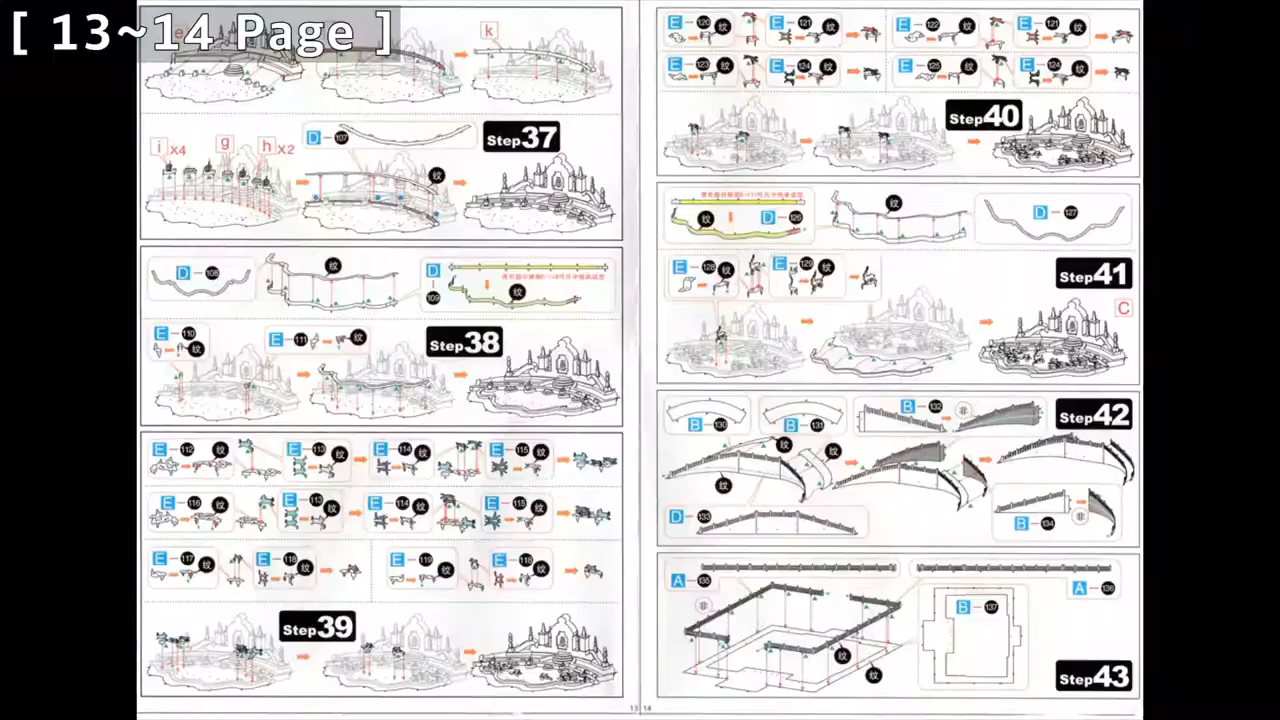 [ 13~14 Page ]
k
i x4
g
h x2
D 107
Step37
纹
D 108
纹
D 109
纹
E 110 纹
E 111 纹
Step38
E 112 纹
E 113 纹
E 114 纹
E 115 纹
E 116 纹
E 113 纹
E 114 纹
E 115 纹
E 117 纹
E 118 纹
E 119 纹
E 118 纹
Step39
E 120 纹
E 121 纹
E 122 纹
E 121 纹
E 123 纹
E 124 纹
E 125 纹
E 124 纹
Step40
纹
D 126
纹
D 127
E 128 纹
E 129 纹
Step41
C
B 130
B 131
B 132
Step42
纹
纹
纹
D 133
B 134
A 135
A 136
B 137
纹
纹
Step43
13 14